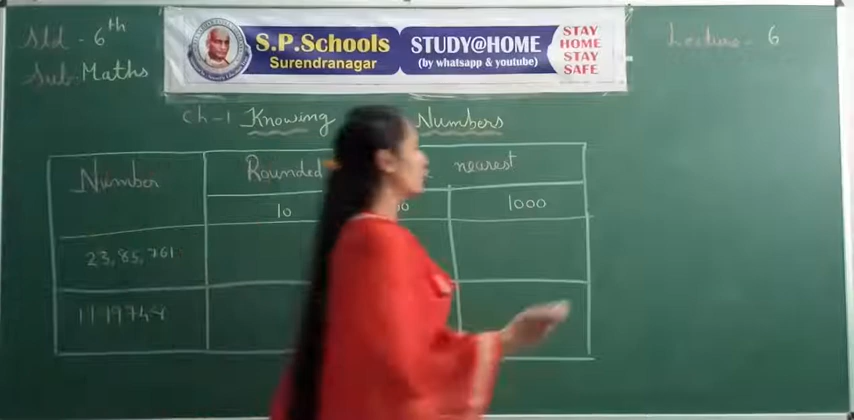 Std - 6th
Sub: Maths
S.P.Schools
Surendranagar
STUDY@HOME
(by whatsapp & youtube)
STAY
HOME
STAY
SAFE
Lecture - 6
Ch-1 Knowing Numbers
Number
Rounded nearest
10
1000
23,85,761
1119748